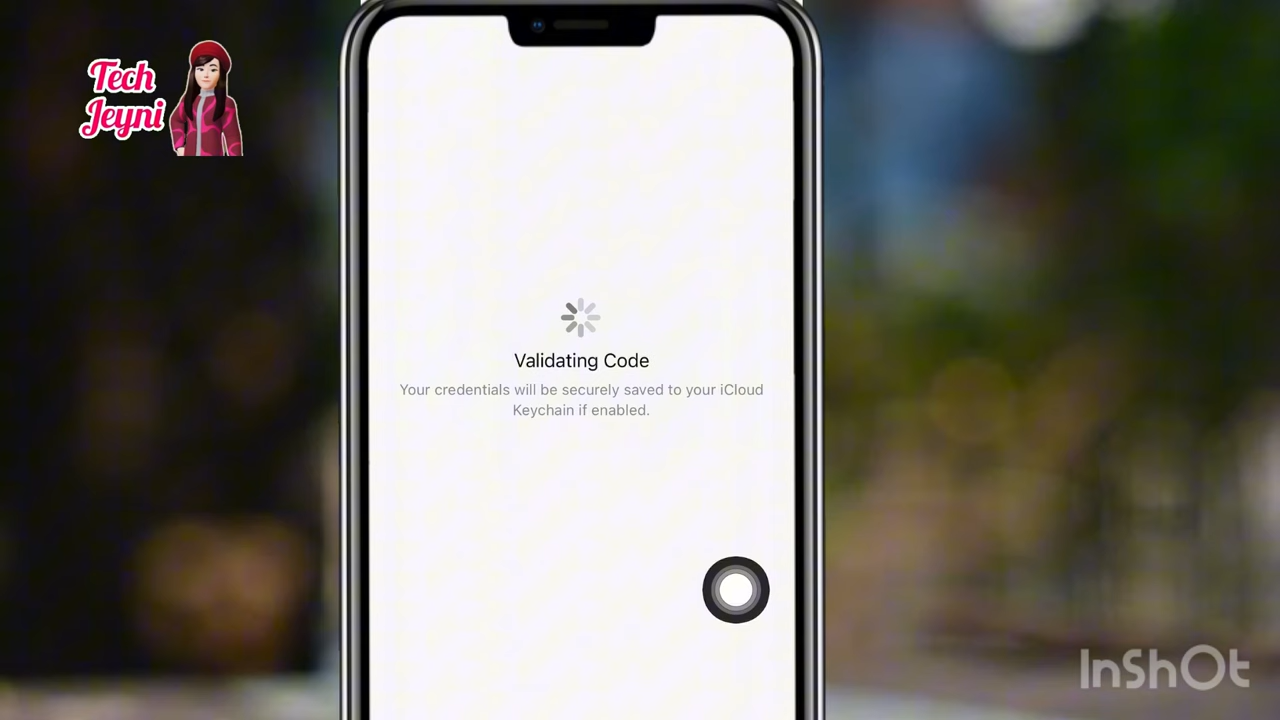 Tech
Jeyni
Validating Code
Your credentials will be securely saved to your iCloud
Keychain if enabled.
InShOt